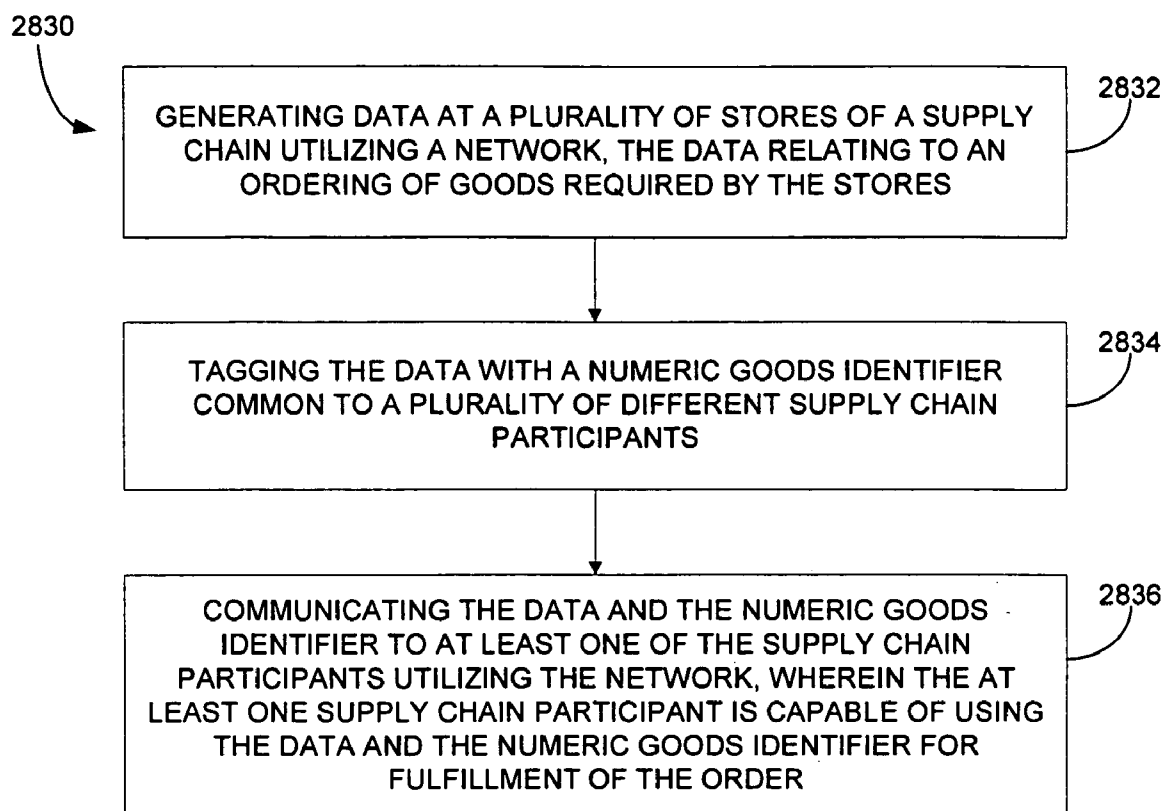 2830
2832
GENERATING DATA AT A PLURALITY OF STORES OF A SUPPLY
CHAIN UTILIZING A NETWORK, THE DATA RELATING TO AN
ORDERING OF GOODS REQUIRED BY THE STORES
2834
TAGGING THE DATA WITH A NUMERIC GOODS IDENTIFIER
COMMON TO A PLURALITY OF DIFFERENT SUPPLY CHAIN
PARTICIPANTS
2836
COMMUNICATING THE DATA AND THE NUMERIC GOODS
IDENTIFIER TO AT LEAST ONE OF THE SUPPLY CHAIN
PARTICIPANTS UTILIZING THE NETWORK, WHEREIN THE AT
LEAST ONE SUPPLY CHAIN PARTICIPANT IS CAPABLE OF USING
THE DATA AND THE NUMERIC GOODS IDENTIFIER FOR
FULFILLMENT OF THE ORDER